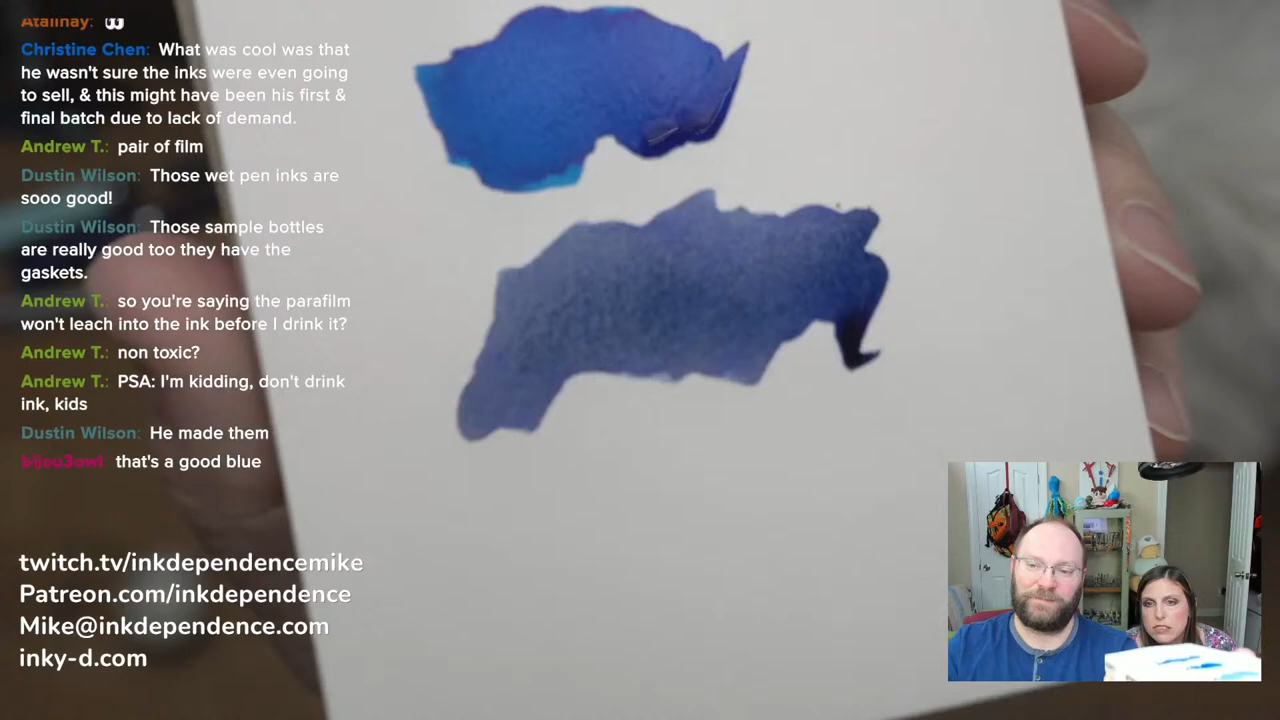 Atalinay:
Christine Chen: What was cool was that
he wasn't sure the inks were even going
to sell, & this might have been his first &
final batch due to lack of demand.
Andrew T.: pair of film
Dustin Wilson: Those wet pen inks are
sooo good!
Dustin Wilson: Those sample bottles
are really good too they have the
gaskets.
Andrew T.: so you're saying the parafilm
won't leach into the ink before I drink it?
Andrew T.: non toxic?
Andrew T.: PSA: I'm kidding, don't drink
ink, kids
Dustin Wilson: He made them
bijou3owl: that's a good blue
twitch.tv/inkdependencemike
Patreon.com/inkdependence
Mike@inkdependence.com
inky-d.com